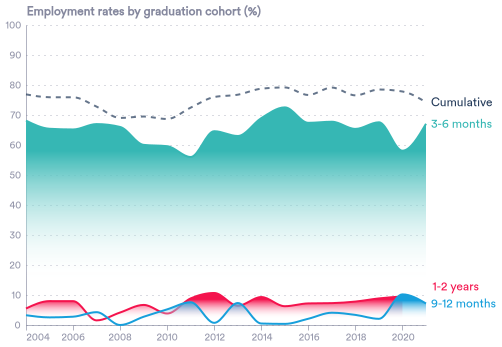 Employment rates by graduation cohort (%)
100
90
80
70
60
50
40
30
20
10
0
Cumulative
3-6 months
1-2 years
9-12 months
2004 2006 2008 2010 2012 2014 2016 2018 2020